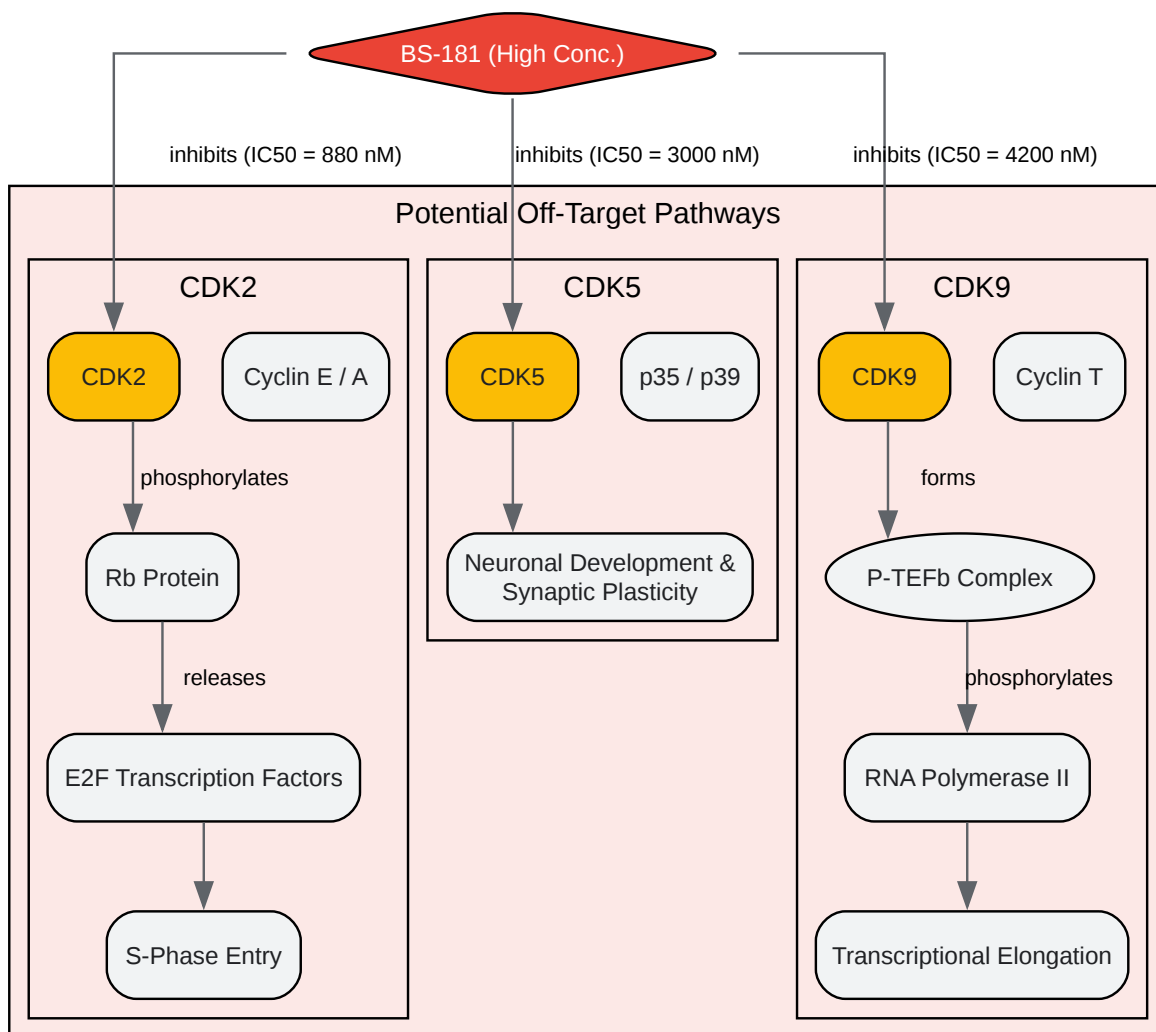 BS-181 (High Conc.)
inhibits (IC50 = 880 nM)
inhibits (IC50 = 3000 nM)
inhibits (IC50 = 4200 nM)
Potential Off-Target Pathways
CDK2
CDK5
CDK9
CDK2
Cyclin E / A
CDK5
p35 / p39
CDK9
Cyclin T
phosphorylates
forms
Rb Protein
Neuronal Development &
Synaptic Plasticity
P-TEFb Complex
releases
phosphorylates
E2F Transcription Factors
RNA Polymerase II
S-Phase Entry
Transcriptional Elongation